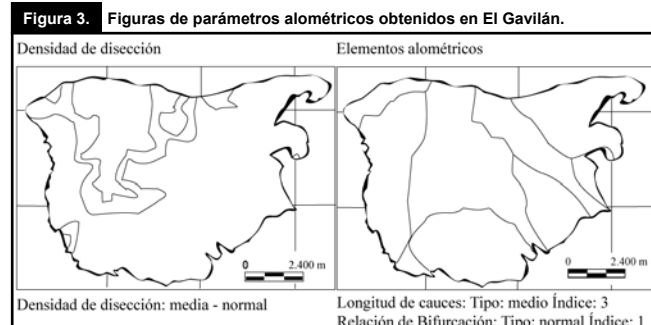 Figura 3. Figuras de parámetros alométricos obtenidos en El Gavilán.
Densidad de disección
Elementos alométricos
0 2.400 m
0 2.400 m
Densidad de disección: media - normal
Longitud de cauces: Tipo: medio Índice: 3
Relación de Bifurcación: Tipo: normal Índice: 1